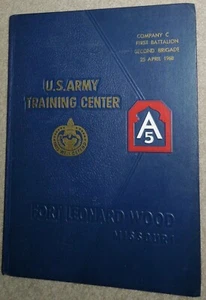 COMPANY C
FIRST BATTALION
SECOND BRIGADE
25 APRIL 1968
U.S. ARMY
TRAINING CENTER
A
5
FORT LEONARD WOOD
MISSOURI